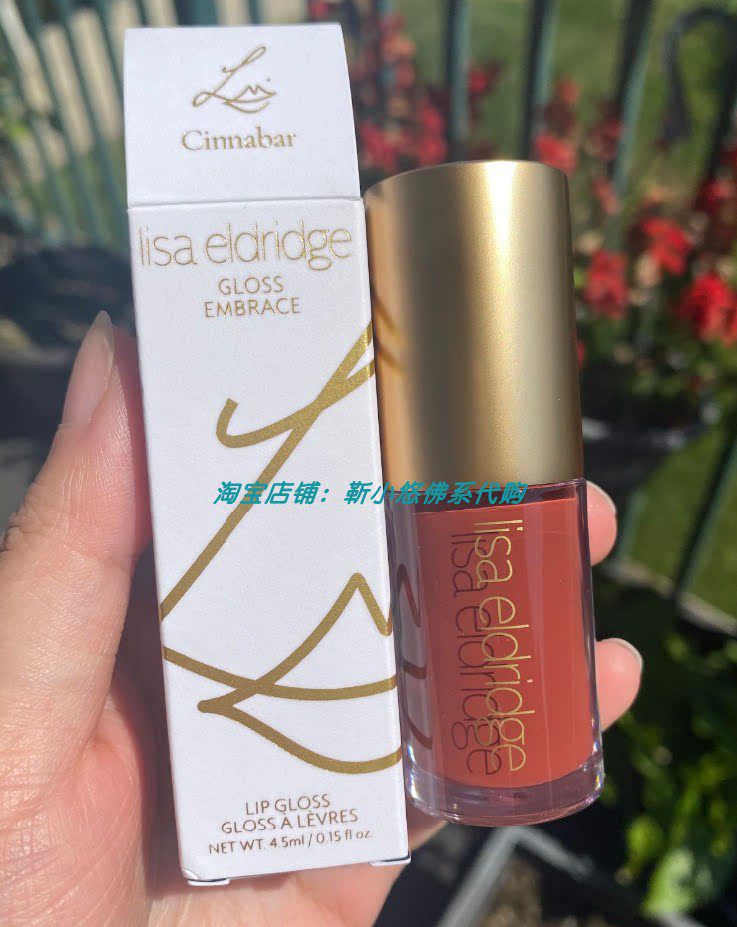 Cinnabar
lisa eldridge
GLOSS
EMBRACE
淘宝店铺：靳小悠佛系代购
lisa eldridge
LIP GLOSS
GLOSS A LÈVRES
NET WT. 4.5ml / 0.15 fl oz.